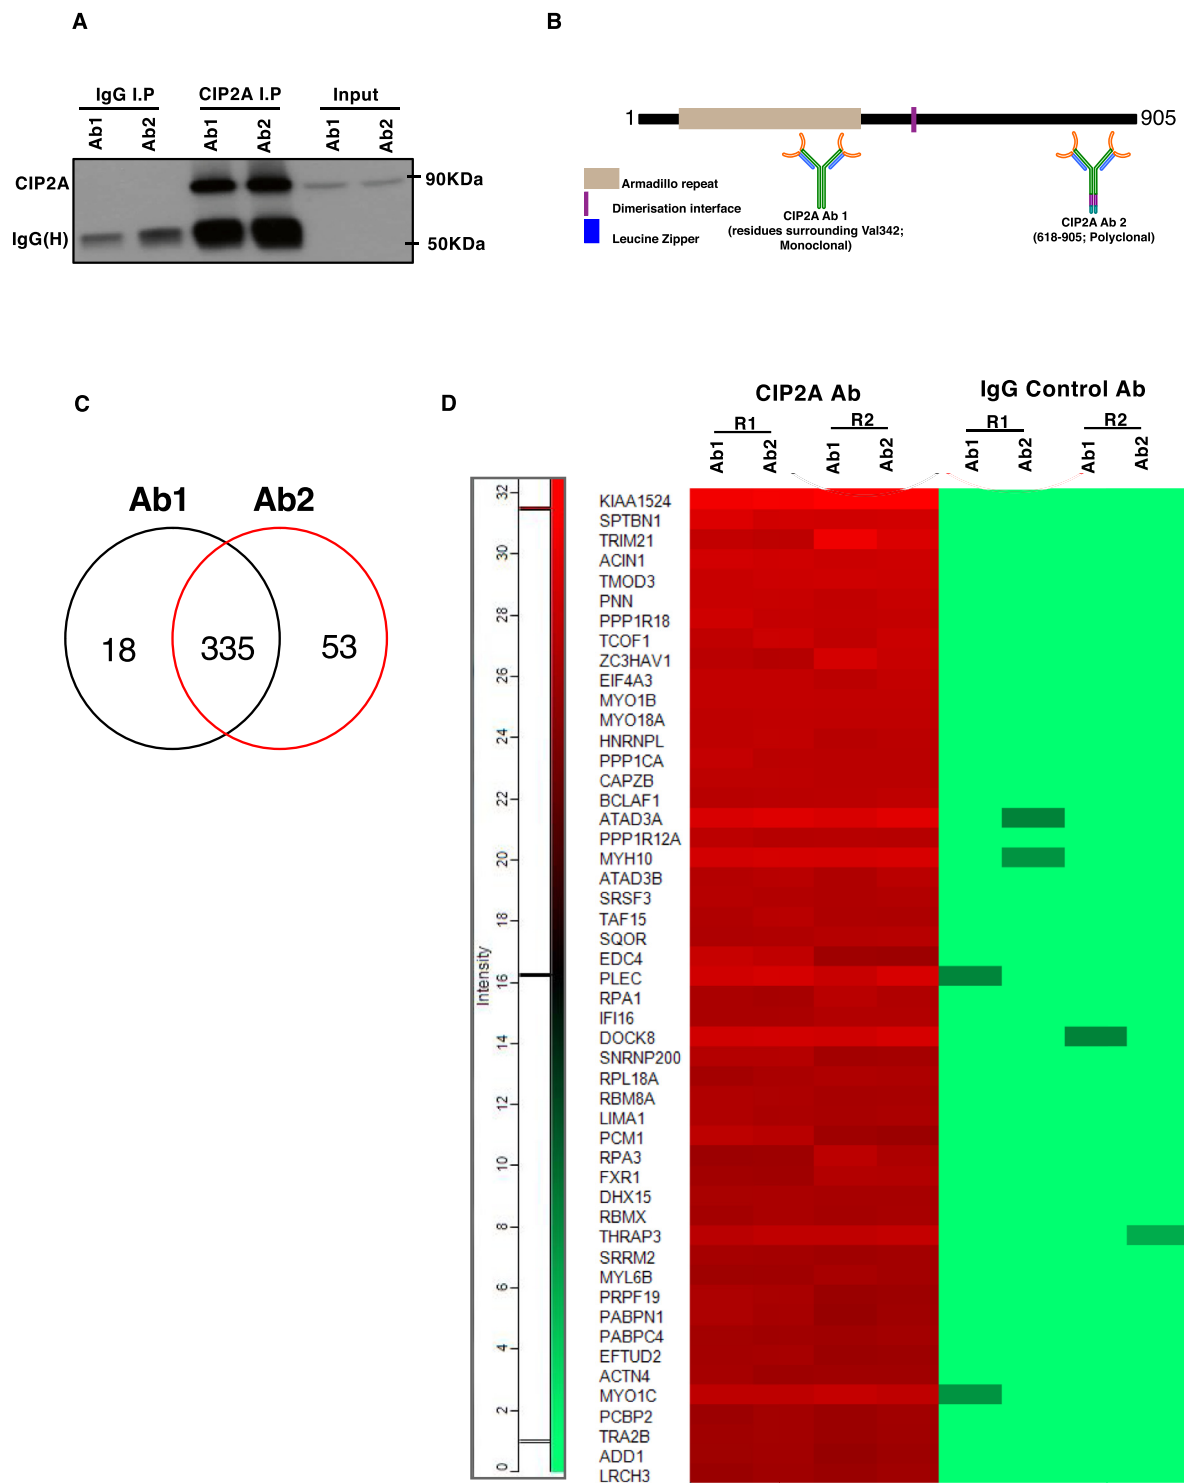 A
IgG I.P
CIP2A I.P
Input
Ab1
Ab2
Ab1
Ab2
Ab1
Ab2
CIP2A
IgG(H)
90KDa
50KDa
B
1
905
Armadillo repeat
Dimerisation interface
Leucine Zipper
CIP2A Ab 1
(residues surrounding Val342;
Monoclonal)
CIP2A Ab 2
(618-905; Polyclonal)
C
Ab1
Ab2
18
335
53
D
CIP2A Ab
IgG Control Ab
R1
R2
R1
R2
Ab1
Ab2
Ab1
Ab2
Ab1
Ab2
Ab1
Ab2
Intensity
32
30
28
26
24
22
20
18
16
14
12
10
8
6
4
2
0
KIAA1524
SPTBN1
TRIM21
ACIN1
TMOD3
PNN
PPP1R18
TCOF1
ZC3HAV1
EIF4A3
MYO1B
MYO18A
HNRNPL
PPP1CA
CAPZB
BCLAF1
ATAD3A
PPP1R12A
MYH10
ATAD3B
SRSF3
TAF15
SQOR
EDC4
PLEC
RPA1
IFI16
DOCK8
SNRNP200
RPL18A
RBM8A
LIMA1
PCM1
RPA3
FXR1
DHX15
RBMX
THRAP3
SRRM2
MYL6B
PRPF19
PABPN1
PABPC4
EFTUD2
ACTN4
MYO1C
PCBP2
TRA2B
ADD1
LRCH3